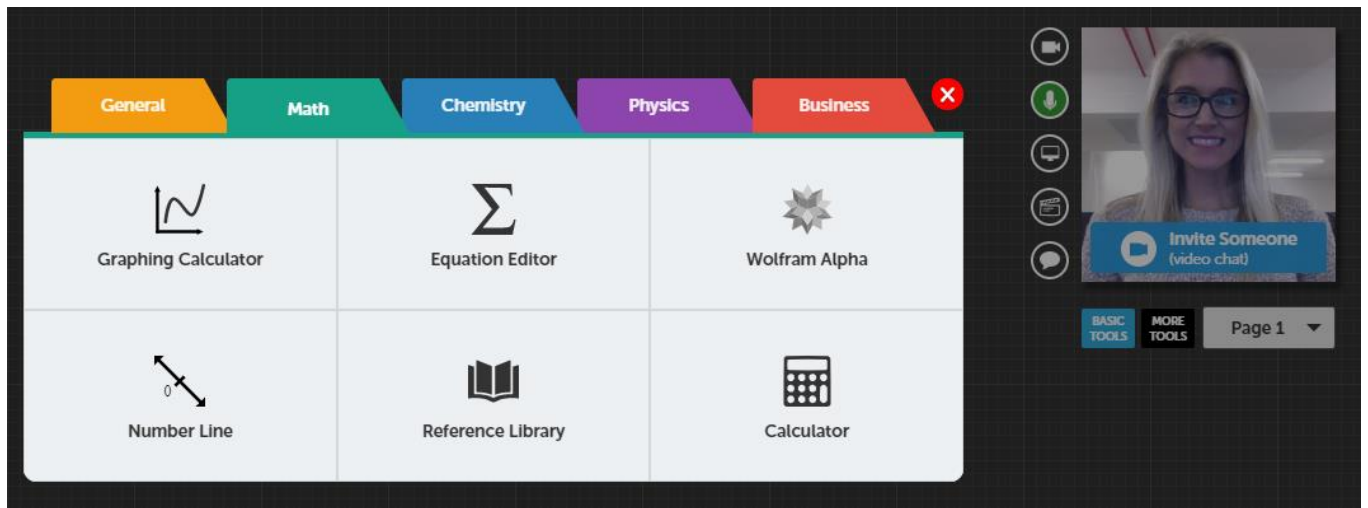 General
Math
Chemistry
Physics
Business
Graphing Calculator
Equation Editor
Wolfram Alpha
0
Number Line
Reference Library
Calculator
Invite Someone
(video chat)
BASIC
TOOLS
MORE
TOOLS
Page 1